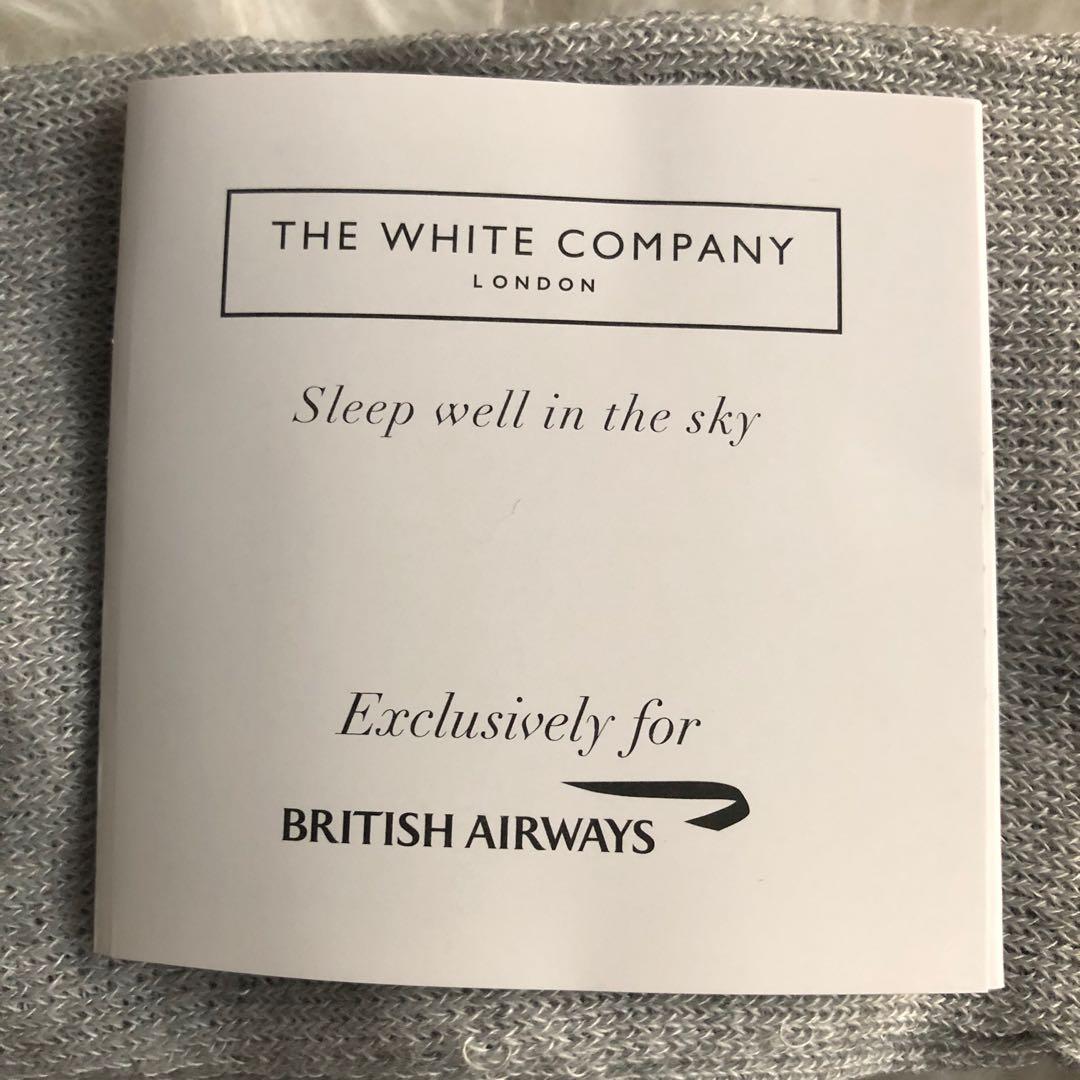 THE WHITE COMPANY
LONDON
Sleep well in the sky
Exclusively for
BRITISH AIRWAYS